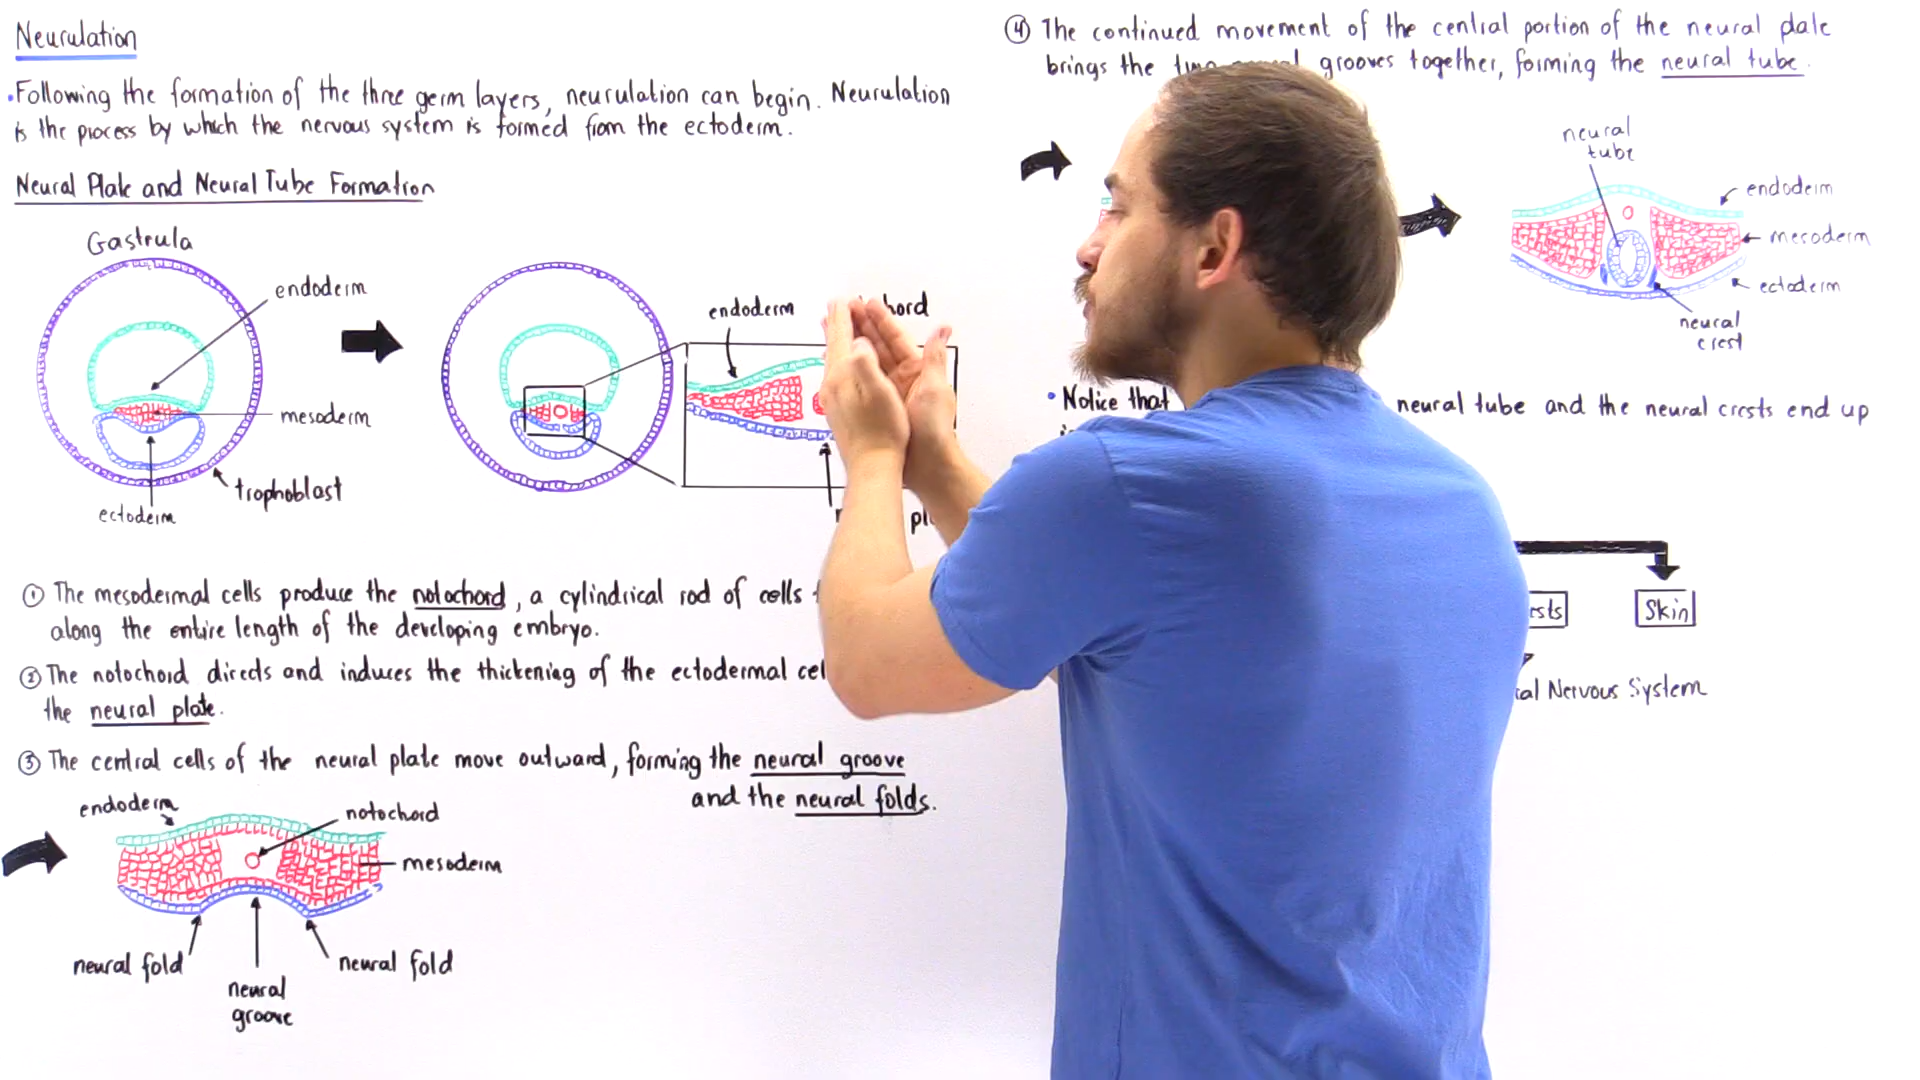 Neurulation
• Following the formation of the three germ layers, neurulation can begin. Neurulation
is the process by which the nervous system is formed from the ectoderm.
Neural Plate and Neural Tube Formation
Gastrula
endoderm
mesoderm
trophoblast
ectoderm
endoderm
① The mesodermal cells produce the notochord, a cylindrical rod of cells
along the entire length of the developing embryo.
② The notochord directs and induces the thickening of the ectodermal
the neural plate.
③ The central cells of the neural plate move outward, forming the neural groove
and the neural folds.
endoderm
notochord
mesoderm
neural fold
neural groove
neural fold
④ The continued movement of the central portion of the neural plate
brings the grooves together, forming the neural tube.
neural
tube
endoderm
mesoderm
ectoderm
neural
crest
• Notice that neural tube and the neural crests end up
Skin
Nervous System